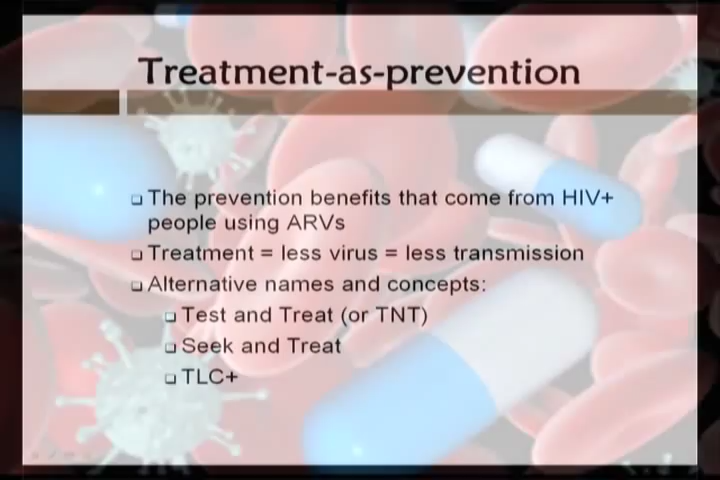 Treatment-as-prevention
The prevention benefits that come from HIV+
people using ARVs
Treatment = less virus = less transmission
Alternative names and concepts:
Test and Treat (or TNT)
Seek and Treat
TLC+